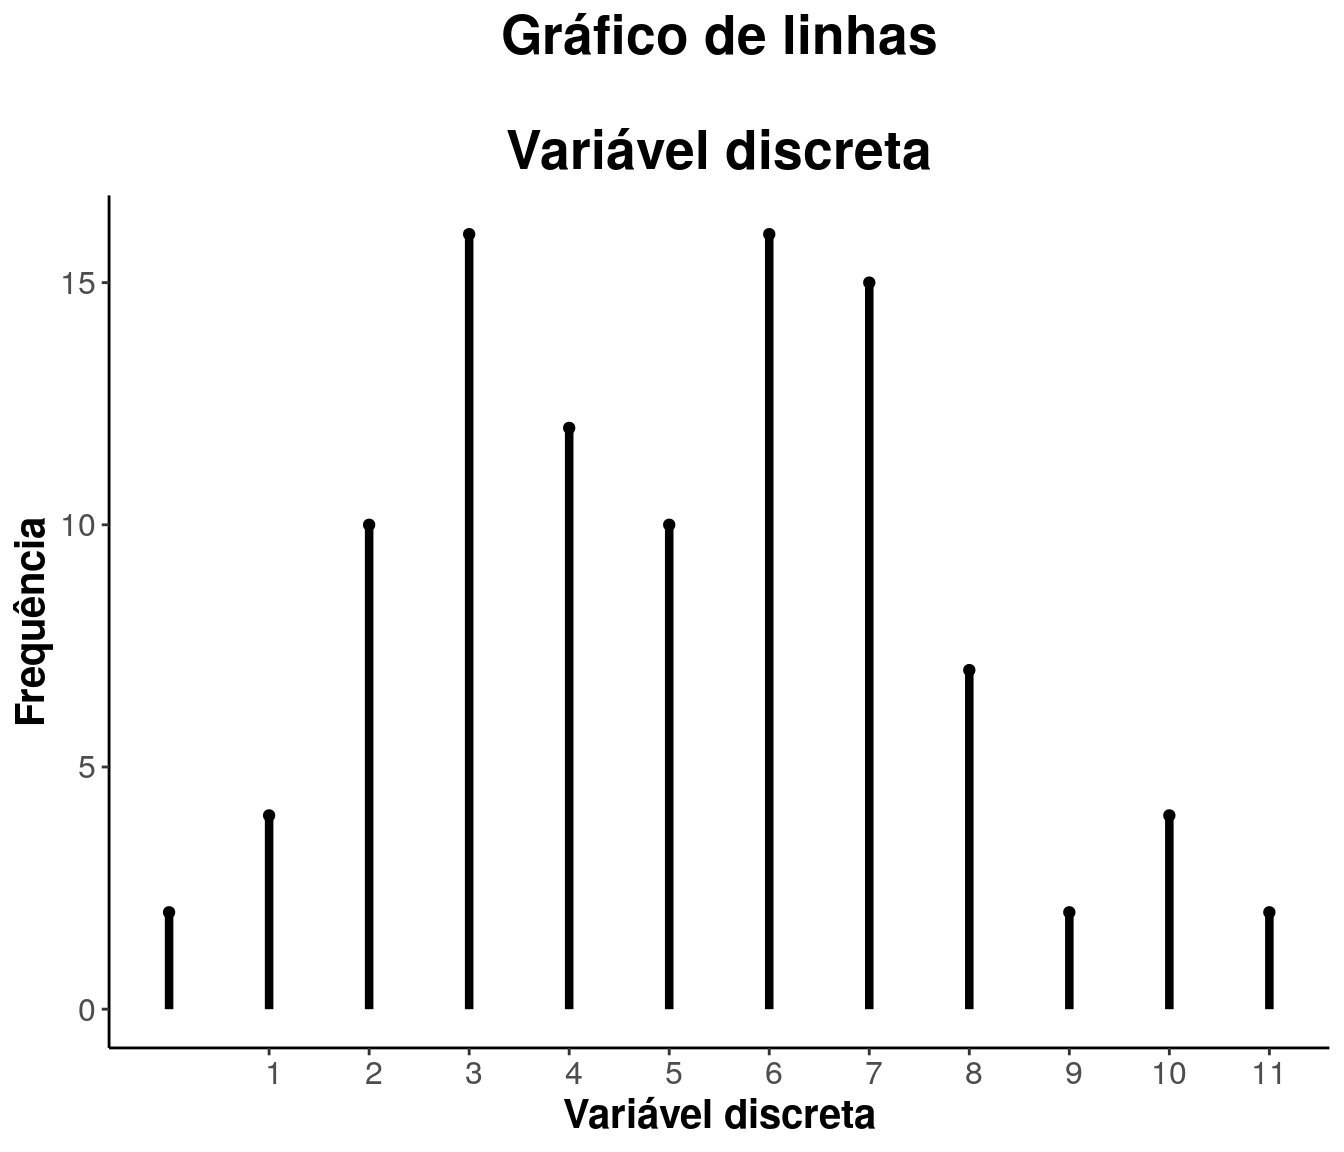 Gráfico de linhas
Variável discreta
15
10
5
0
Frequência
1 2 3 4 5 6 7 8 9 10 11
Variável discreta